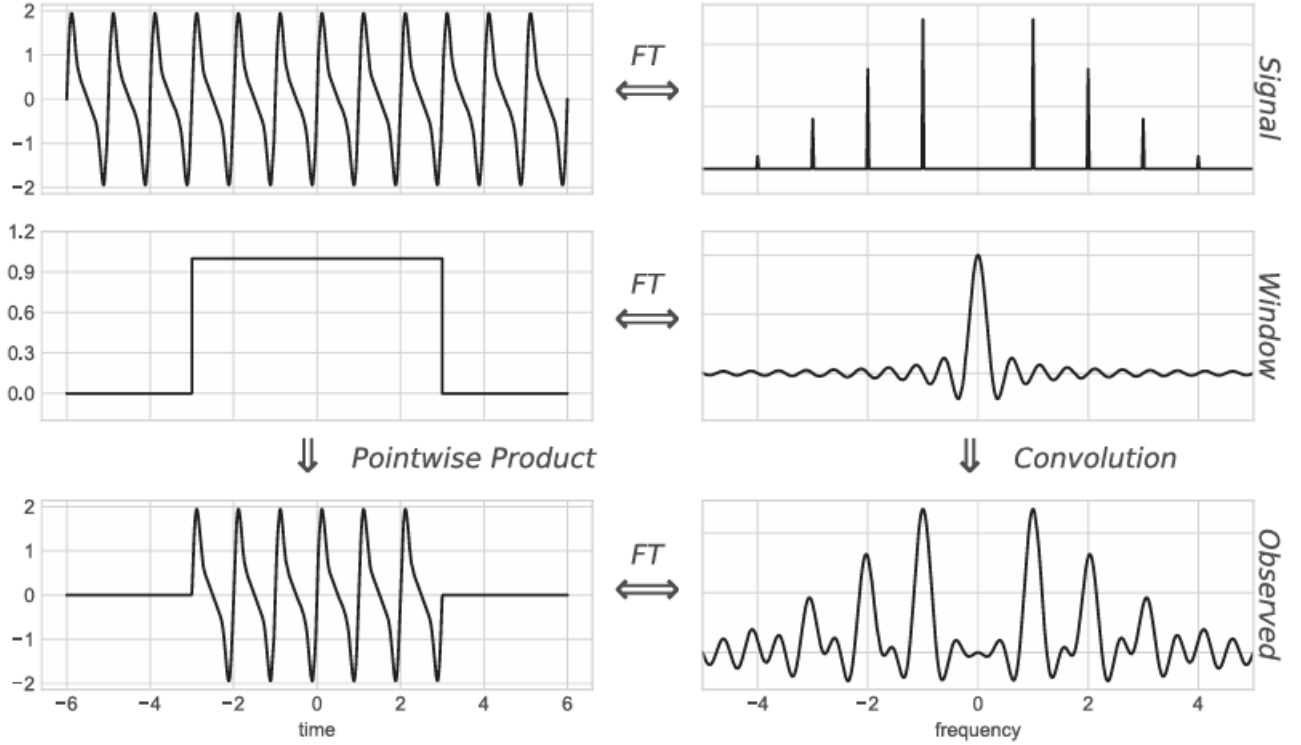 2
1
0
−1
−2
FT
Signal
1.2
0.9
0.6
0.3
0.0
FT
Window
Pointwise Product
Convolution
2
1
0
−1
−2
FT
Observed
−6 −4 −2 0 2 4 6
time
−4 −2 0 2 4
frequency